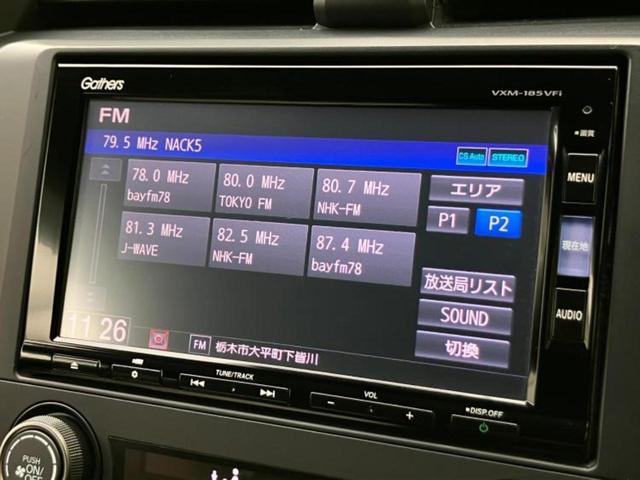 Gathers
VXM-185VFi
FM
79.5 MHz NACK5
CS Auto STEREO
78.0 MHz
bayfm78
80.0 MHz
TOKYO FM
80.7 MHz
NHK-FM
81.3 MHz
J-WAVE
82.5 MHz
NHK-FM
87.4 MHz
bayfm78
エリア
P1 P2
放送局リスト
SOUND
切換
11:26
FM 栃木市大平町下皆川
画質
MENU
現在地
AUDIO
TUNE/TRACK
VOL
DISP.OFF
PUSH
ON/
OFF